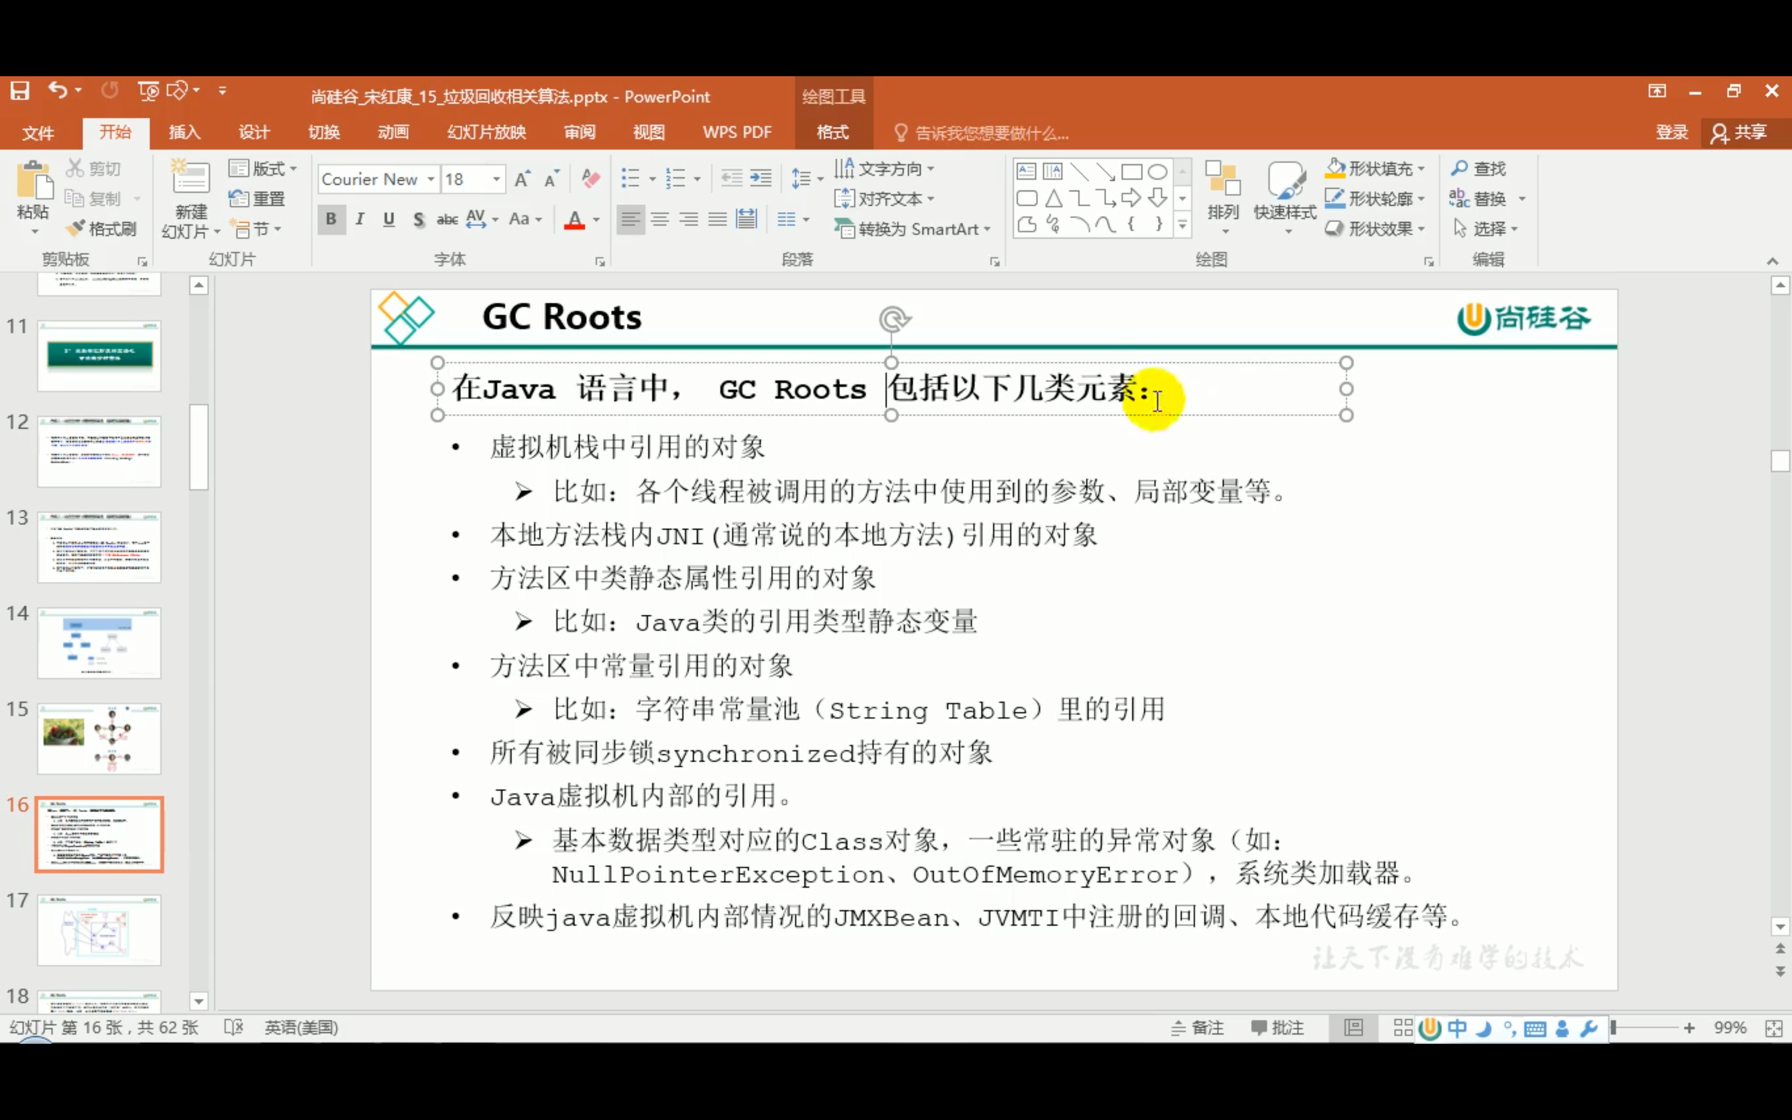 尚硅谷_宋红康_15_垃圾回收相关算法.pptx - PowerPoint
绘图工具
文件 开始 插入 设计 切换 动画 幻灯片放映 审阅 视图 WPS PDF 格式 告诉我您想要做什么... 登录 共享
粘贴
剪切
复制
格式刷
剪贴板
新建
幻灯片
版式
重置
节
幻灯片
Courier New 18
B I U S abc AV Aa A
字体
文字方向
对齐文本
转换为 SmartArt
段落
排列
快速样式
形状填充
形状轮廓
形状效果
绘图
查找
替换
选择
编辑
11
12
13
14
15
16
17
18
GC Roots
尚硅谷
在Java 语言中， GC Roots 包括以下几类元素:
• 虚拟机栈中引用的对象
➢ 比如：各个线程被调用的方法中使用到的参数、局部变量等。
• 本地方法栈内JNI(通常说的本地方法)引用的对象
• 方法区中类静态属性引用的对象
➢ 比如：Java类的引用类型静态变量
• 方法区中常量引用的对象
➢ 比如：字符串常量池（String Table）里的引用
• 所有被同步锁synchronized持有的对象
• Java虚拟机内部的引用。
➢ 基本数据类型对应的Class对象，一些常驻的异常对象（如：
NullPointerException、OutOfMemoryError），系统类加载器。
• 反映java虚拟机内部情况的JMXBean、JVMTI中注册的回调、本地代码缓存等。
让天下没有难学的技术
幻灯片 第 16 张，共 62 张 英语(美国) 备注 批注 中 99%